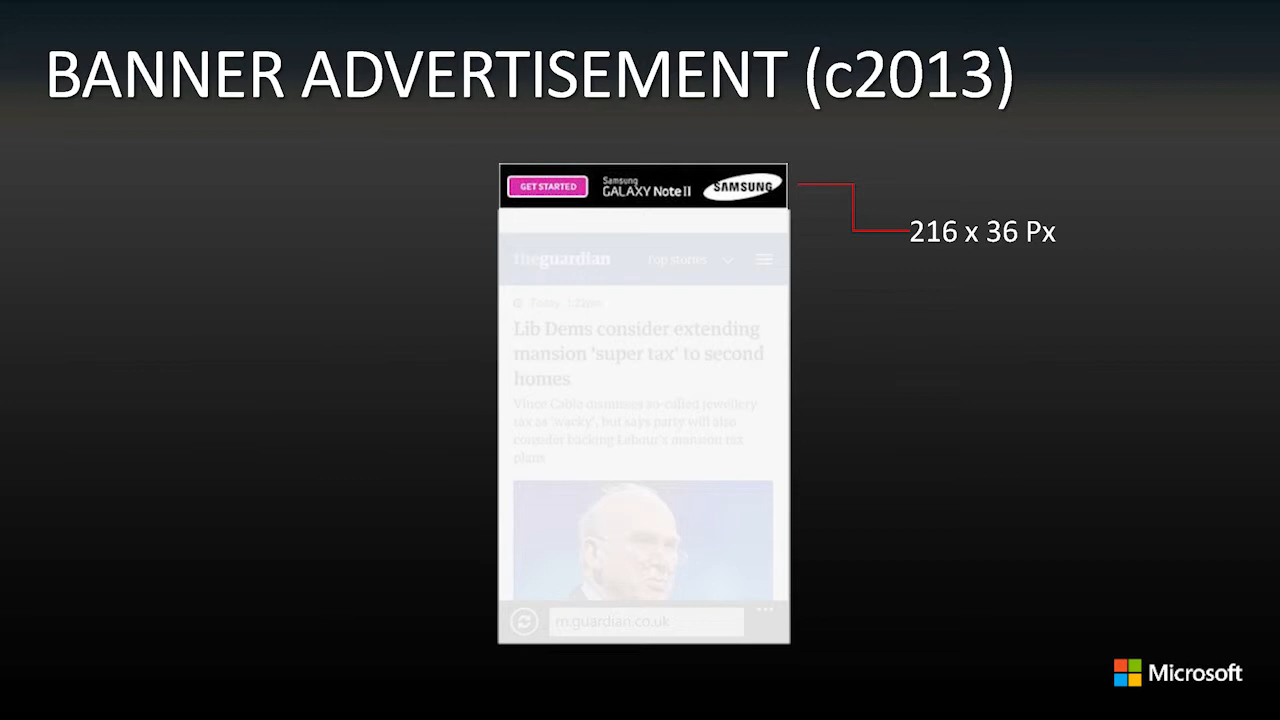 BANNER ADVERTISEMENT (c2013)
GET STARTED
Samsung
GALAXY Note II
SAMSUNG
216 x 36 Px
theguardian
top stories
Today 1:22pm
Lib Dems consider extending
mansion 'super tax' to second
homes
Vince Cable dismisses so-called jewellery
tax as 'wacky', but says party will also
consider backing Labour's mansion tax
plans
m.guardian.co.uk
Microsoft